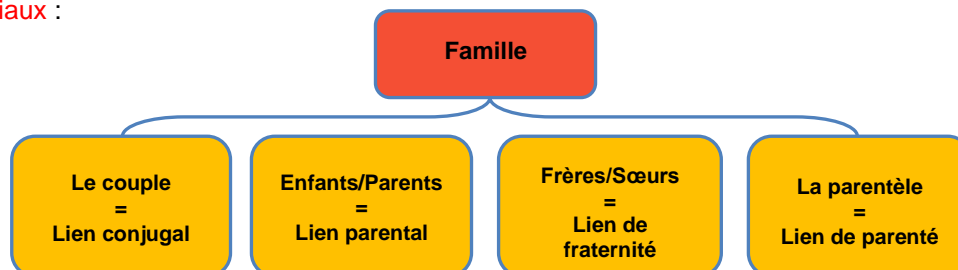 iaux :
Famille
Le couple
=
Lien conjugal
Enfants/Parents
=
Lien parental
Frères/Sœurs
=
Lien de
fraternité
La parentèle
=
Lien de parenté